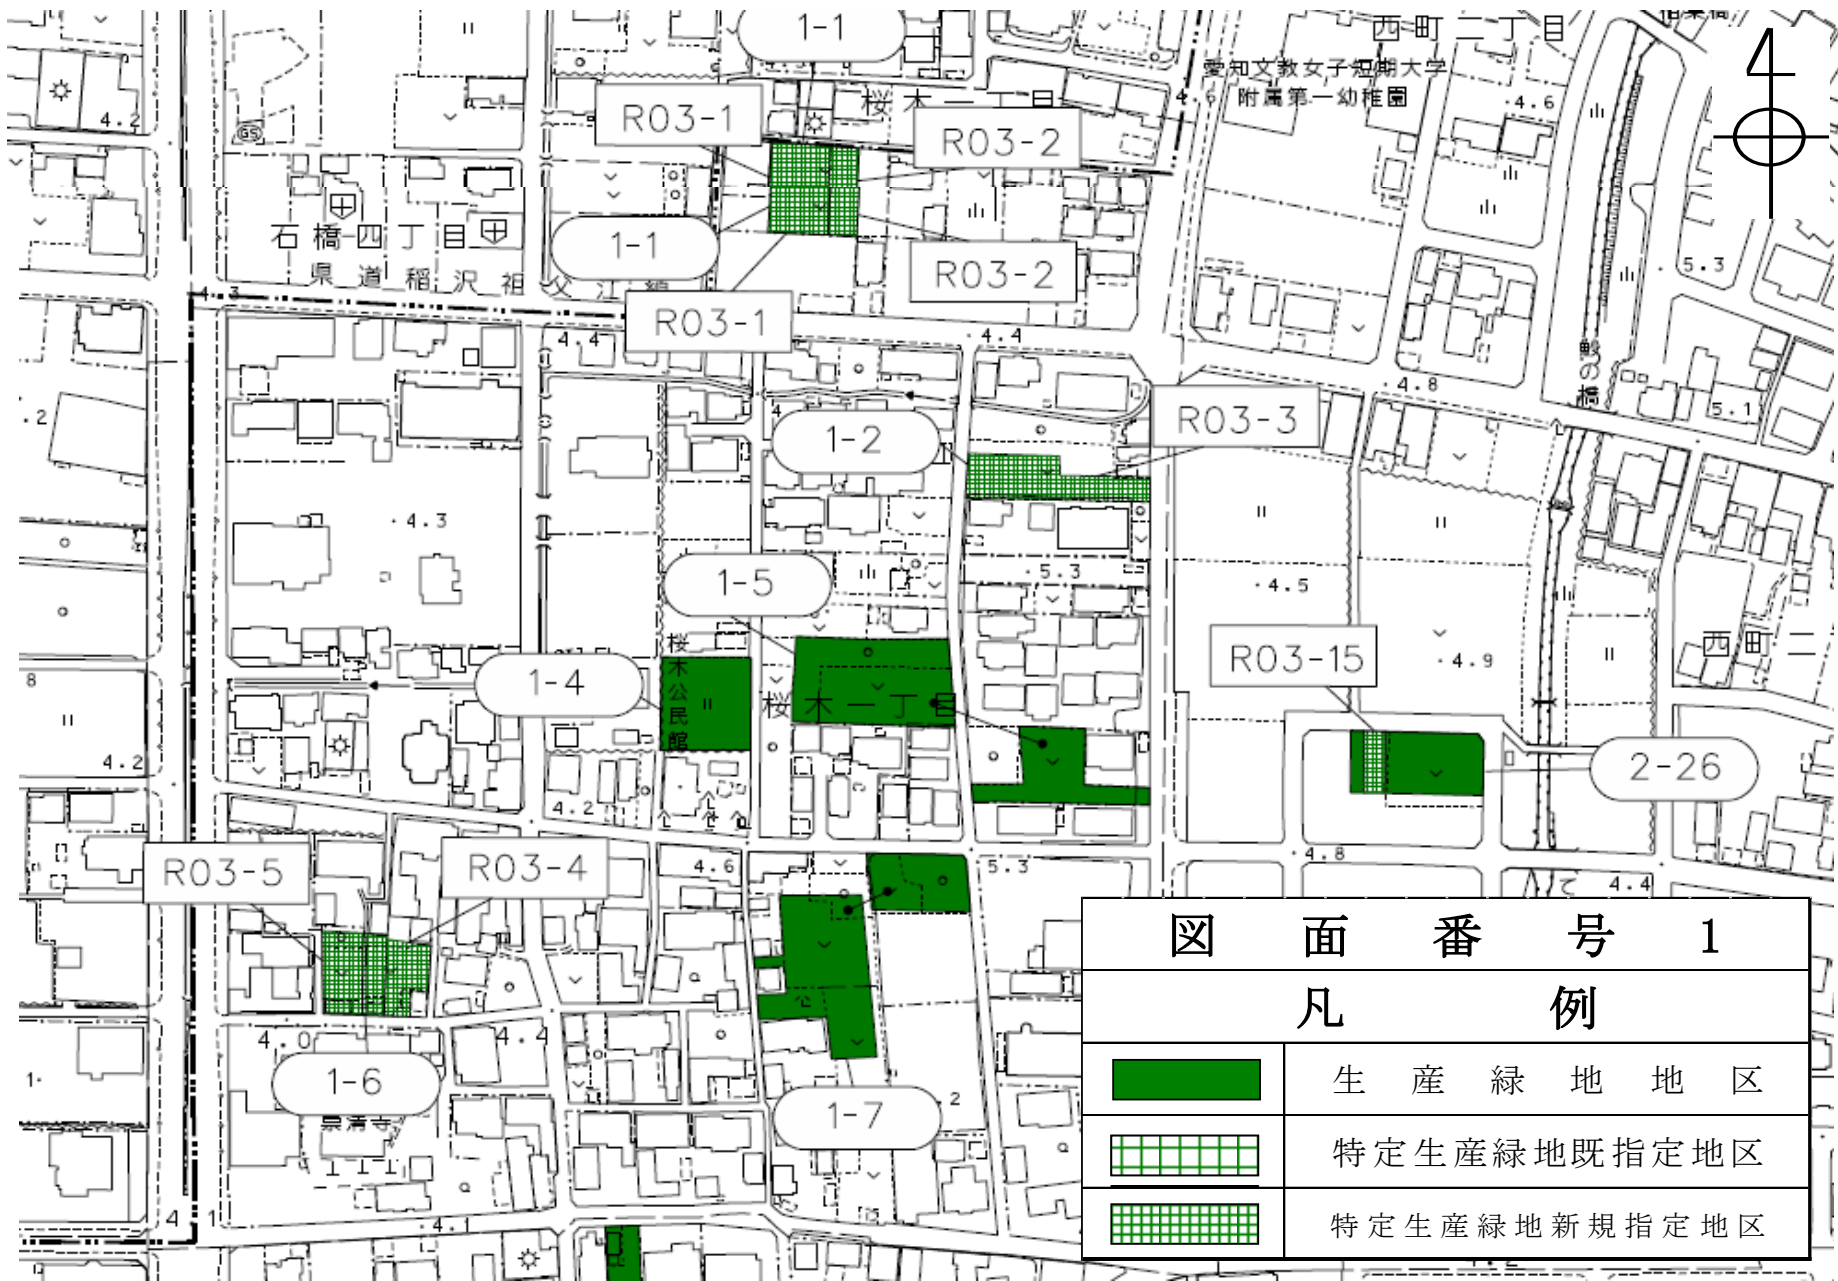 1-1
西町二丁目
愛知文教女子短期大学
附属第一幼稚園
4.6
4.6
R03-1
桜木一丁目
R03-2
4.2
GS
石橋四丁目
1-1
R03-2
5.3
県道稲沢祖父江線
4.3
R03-1
4.4
4.4
4.8
5.1
1-2
R03-3
.2
4.3
1-5
5.3
4.5
桜木公民館
R03-15
西町二
4.9
1-4
桜木一丁目
8
4.2
2-26
4.2
R03-5
R03-4
4.6
5.3
4.8
4.4
図面番号1
凡例
4.0
4.4
1-6
1-7
.2
生産緑地地区
特定生産緑地既指定地区
特定生産緑地新規指定地区
4.1